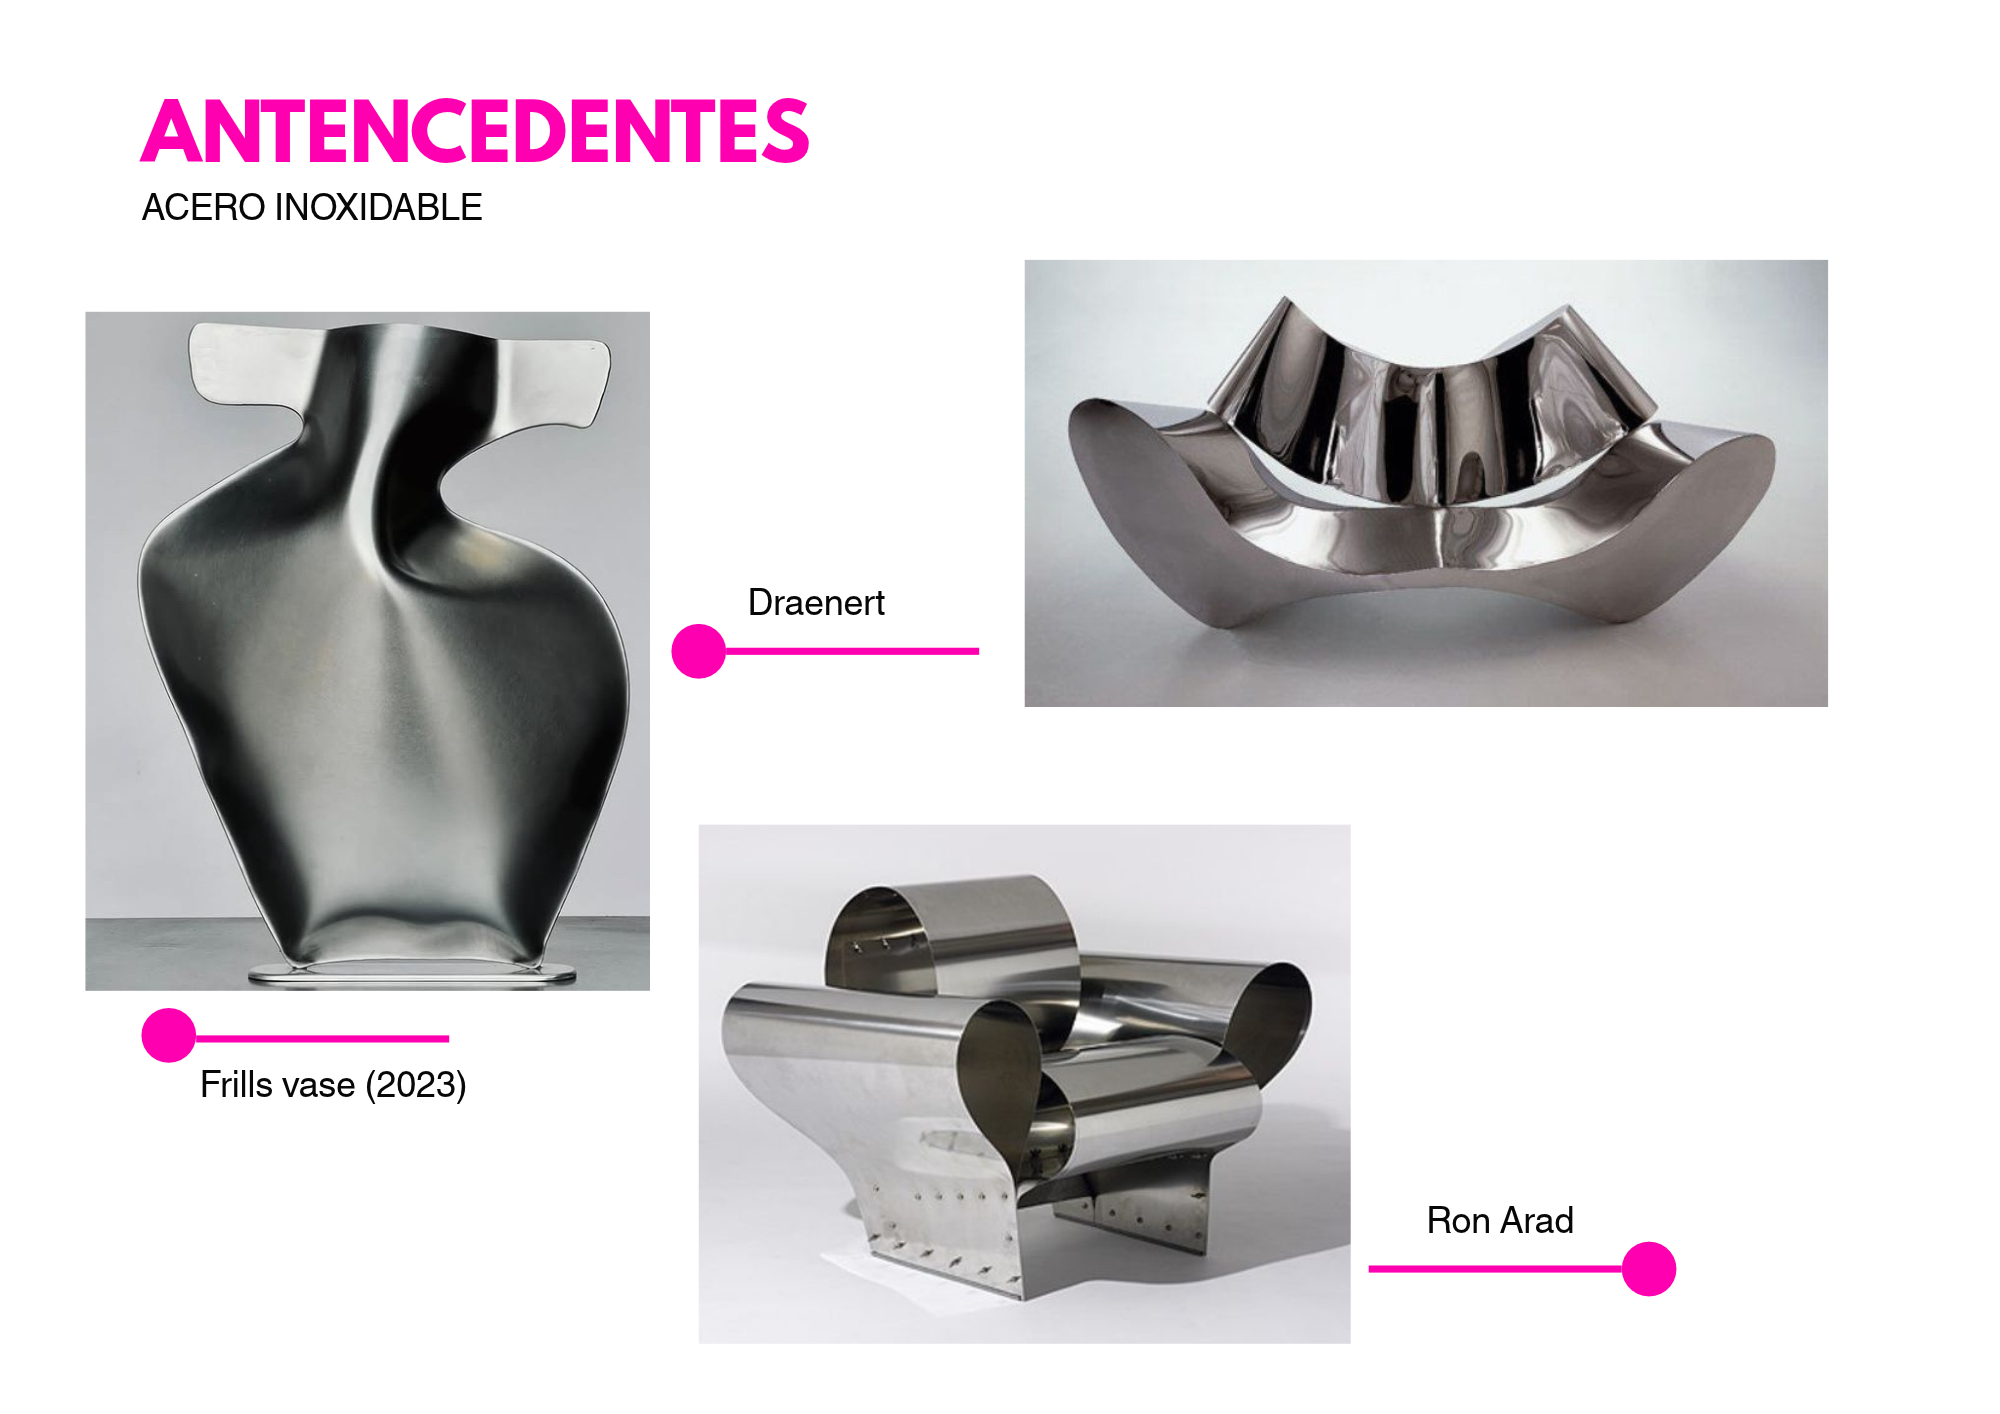 ANTENCEDENTES
ACERO INOXIDABLE
Draenert
Frills vase (2023)
Ron Arad